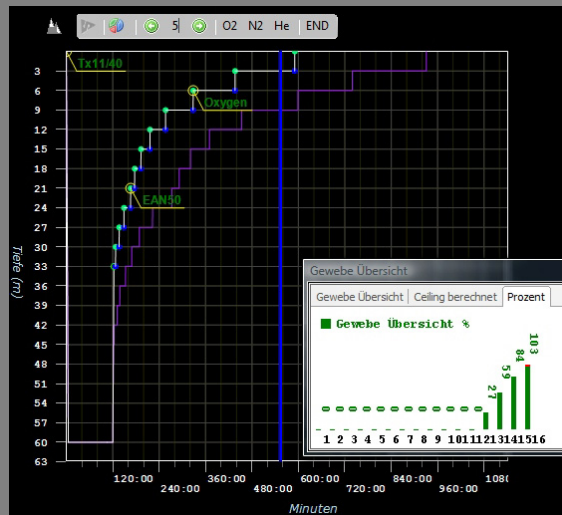 5 O2 N2 He END
Tx11/40
3
6
Oxygen
9
12
15
18
21
EAN50
24
27
30
33
36
39
42
45
48
51
54
57
60
63
Tiefe (m)
120:00 360:00 600:00 840:00 1080
240:00 480:00 720:00 960:00
Minuten
Gewebe Übersicht
Gewebe Übersicht Ceiling berechnet Prozent
Gewebe Übersicht %
0 0 0 0 0 0 0 0 0 0 0 27 59 84 103
1 2 3 4 5 6 7 8 9 10 11 12 13 14 15 16